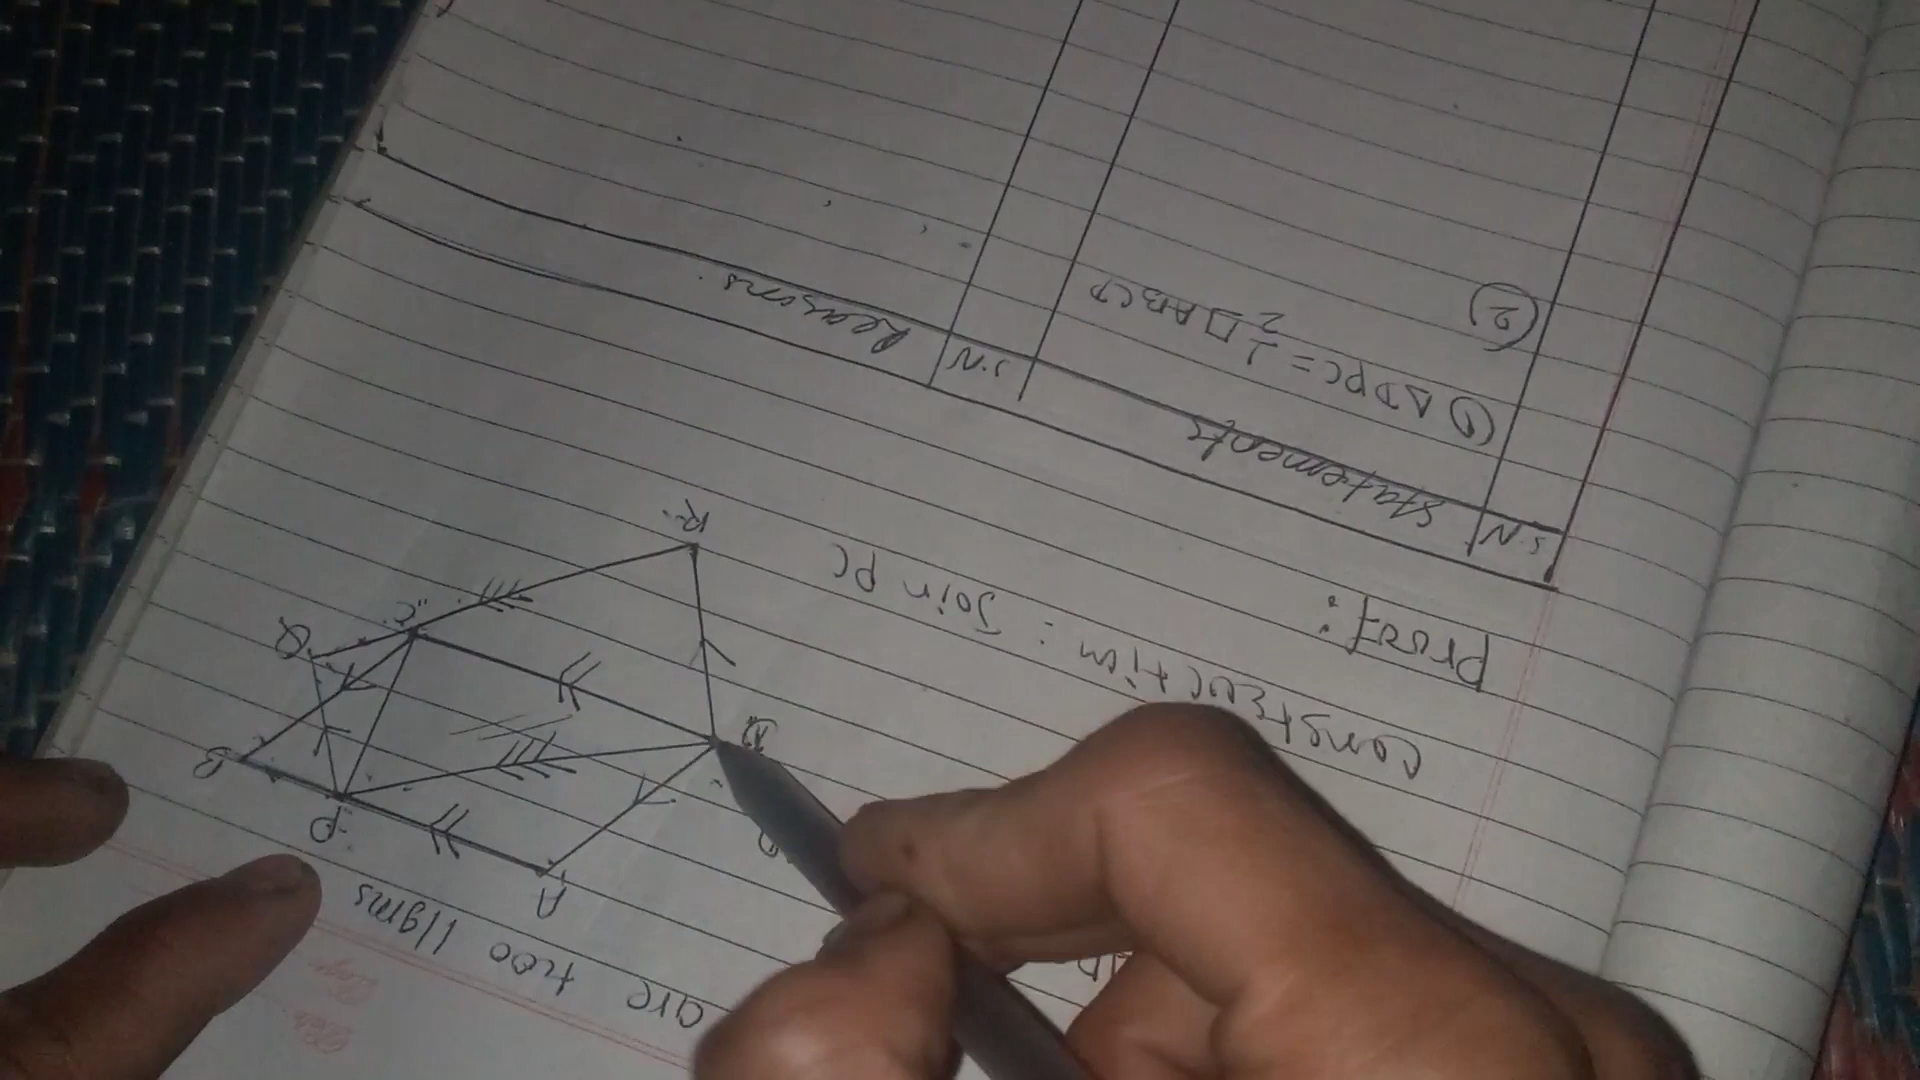 are two llgms
A
P
B
D
Q
C
R
Construction: Join PC
Proof:
S.N Statements S.N Reasons
① △DPC = 1/2 □ABCD
②